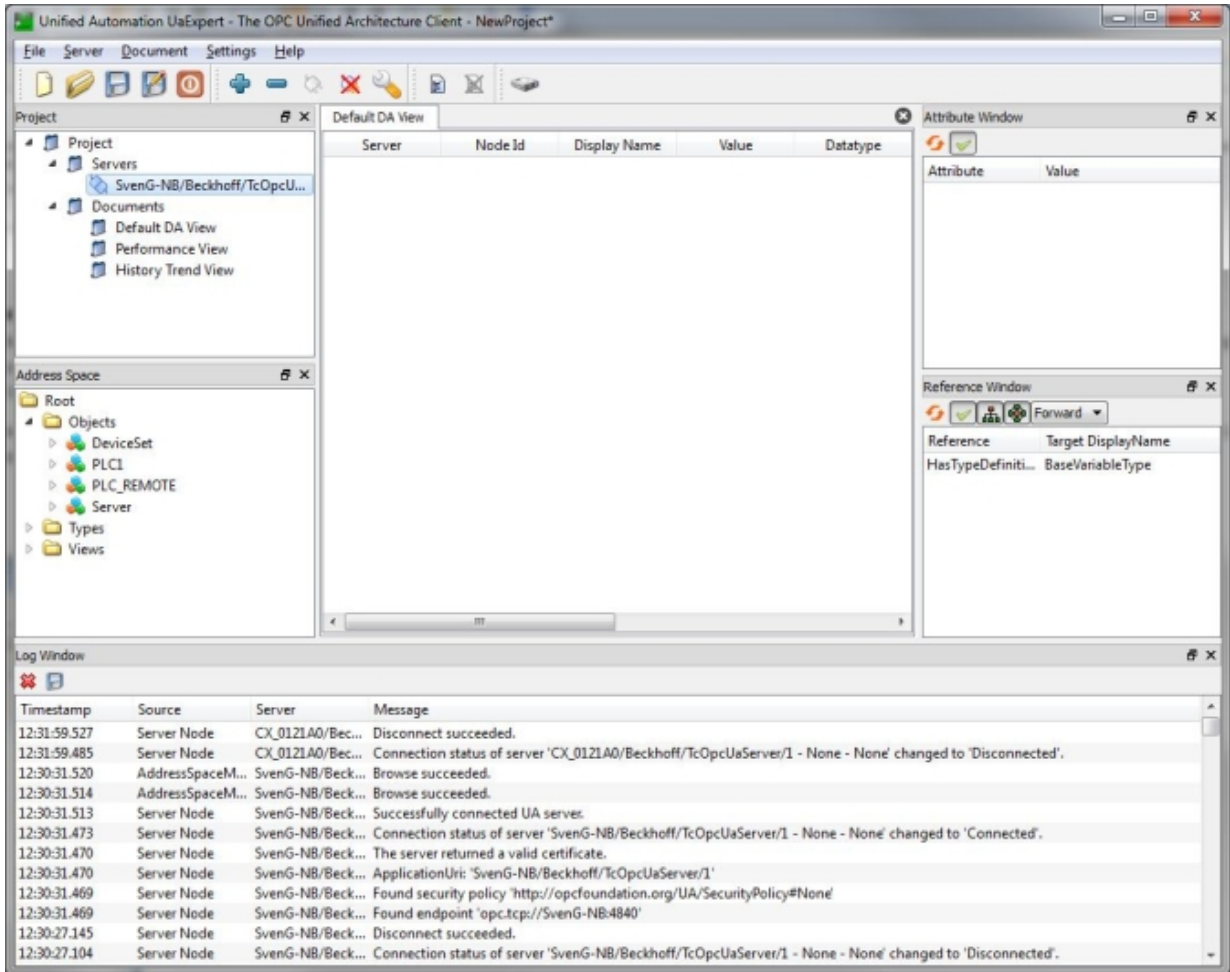 Unified Automation UaExpert - The OPC Unified Architecture Client - NewProject*
File Server Document Settings Help
Project
Project
Servers
SvenG-NB/Beckhoff/TcOpcU...
Documents
Default DA View
Performance View
History Trend View
Address Space
Root
Objects
DeviceSet
PLC1
PLC_REMOTE
Server
Types
Views
Default DA View
Server Node Id Display Name Value Datatype
Attribute Window
Attribute Value
Reference Window
Forward
Reference Target DisplayName
HasTypeDefiniti... BaseVariableType
Log Window
Timestamp Source Server Message
12:31:59.527 Server Node CX_0121A0/Bec... Disconnect succeeded.
12:31:59.485 Server Node CX_0121A0/Bec... Connection status of server 'CX_0121A0/Beckhoff/TcOpcUaServer/1 - None - None' changed to 'Disconnected'.
12:30:31.520 AddressSpaceM... SvenG-NB/Beck... Browse succeeded.
12:30:31.514 AddressSpaceM... SvenG-NB/Beck... Browse succeeded.
12:30:31.513 Server Node SvenG-NB/Beck... Successfully connected UA server.
12:30:31.473 Server Node SvenG-NB/Beck... Connection status of server 'SvenG-NB/Beckhoff/TcOpcUaServer/1 - None - None' changed to 'Connected'.
12:30:31.470 Server Node SvenG-NB/Beck... The server returned a valid certificate.
12:30:31.470 Server Node SvenG-NB/Beck... ApplicationUri: 'SvenG-NB/Beckhoff/TcOpcUaServer/1'
12:30:31.469 Server Node SvenG-NB/Beck... Found security policy 'http://opcfoundation.org/UA/SecurityPolicy#None'
12:30:31.469 Server Node SvenG-NB/Beck... Found endpoint 'opc.tcp://SvenG-NB:4840'
12:30:27.145 Server Node SvenG-NB/Beck... Disconnect succeeded.
12:30:27.104 Server Node SvenG-NB/Beck... Connection status of server 'SvenG-NB/Beckhoff/TcOpcUaServer/1 - None - None' changed to 'Disconnected'.